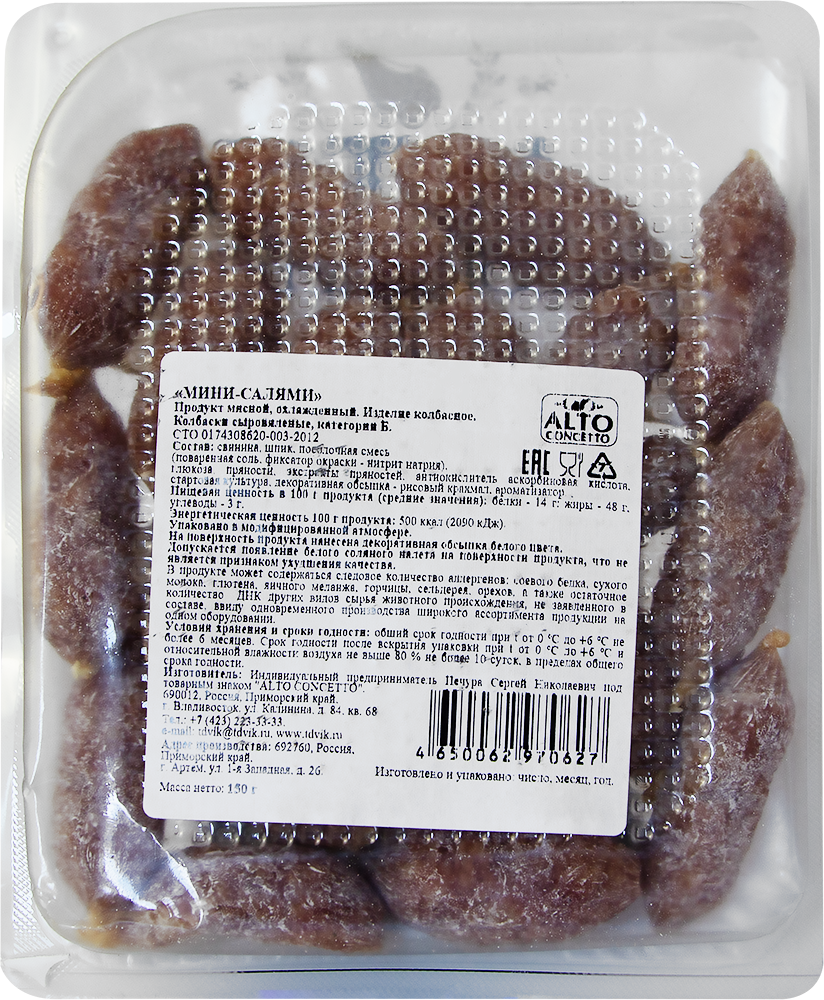 «МИНИ-САЛЯМИ»
Продукт мясной, охлажденный. Изделие колбасное.
Колбаски сыровяленые, категории Б.
СТО 0174308620-003-2012
Состав: свинина, шпик, посолочная смесь
(поваренная соль, фиксатор окраски - нитрит натрия),
глюкоза, пряности, экстракты пряностей, антиокислитель аскорбиновая кислота,
стартовая культура, декоративная обсыпка - рисовый крахмал, ароматизатор.
Пищевая ценность в 100 г продукта (средние значения): белки - 14 г; жиры - 48 г,
углеводы - 3 г.
Энергетическая ценность 100 г продукта: 500 ккал (2090 кДж).
Упаковано в модифицированной атмосфере.
На поверхность продукта нанесена декоративная обсыпка белого цвета.
Допускается появление белого соляного налета на поверхности продукта, что не
является признаком ухудшения качества.
В продукте может содержаться следовое количество аллергенов: соевого белка, сухого
молока, глютена, яичного меланжа, горчицы, сельдерея, орехов, а также остаточное
количество ДНК других видов сырья животного происхождения, не заявленного в
составе, ввиду одновременного производства широкого ассортимента продукции на
одном оборудовании.
Условия хранения и сроки годности: общий срок годности при t от 0 °C до +6 °C не
более 6 месяцев. Срок годности после вскрытия упаковки при t от 0 °C до +6 °C и
относительной влажности воздуха не выше 80 % не более 10 суток, в пределах общего
срока годности.
Изготовитель: Индивидуальный предприниматель Печура Сергей Николаевич под
товарным знаком "ALTO CONCETTO".
690012, Россия, Приморский край,
г. Владивосток, ул. Калинина, д. 84, кв. 68
Тел.: +7 (423) 223-33-33.
e-mail: tdvik@tdvik.ru, www.tdvik.ru
Адрес производства: 692760, Россия,
Приморский край,
г. Артем, ул. 1-я Западная, д. 26.
Масса нетто: 150 г
ALTO
CONCETTO
EAC
4 650062 970627
Изготовлено и упаковано: число, месяц, год.